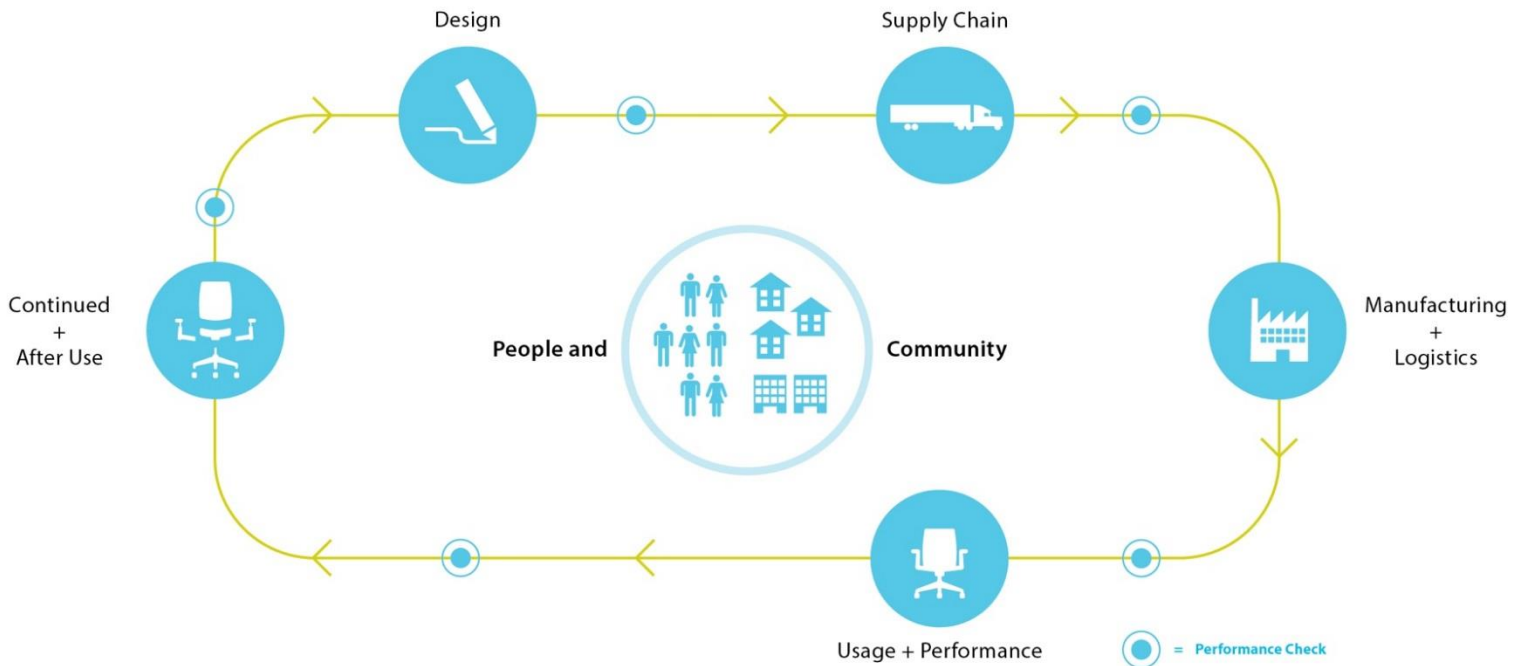 Design
Supply Chain
Continued
+
After Use
People and
Community
Manufacturing
+
Logistics
Usage + Performance
= Performance Check